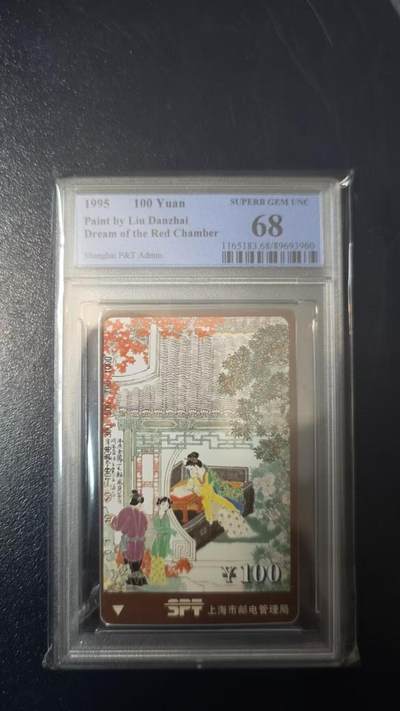 1995 100 Yuan SUPERB GEM UNC
Paint by Liu Danzhai 68
Dream of the Red Chamber 1165183.68/89693960
Shanghai P&T Admin.
¥100
SPT 上海市邮电管理局